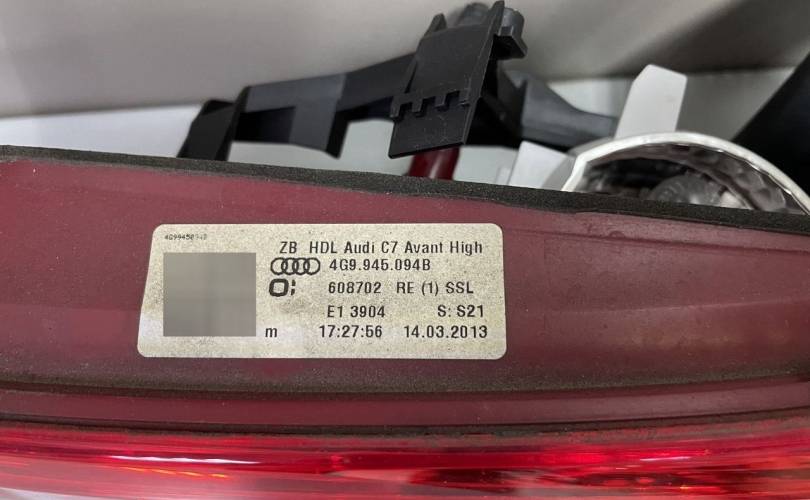 4G9945094B
ZB HDL Audi C7 Avant High
4G9.945.094B
608702 RE (1) SSL
E1 3904 S: S21
m 17:27:56 14.03.2013